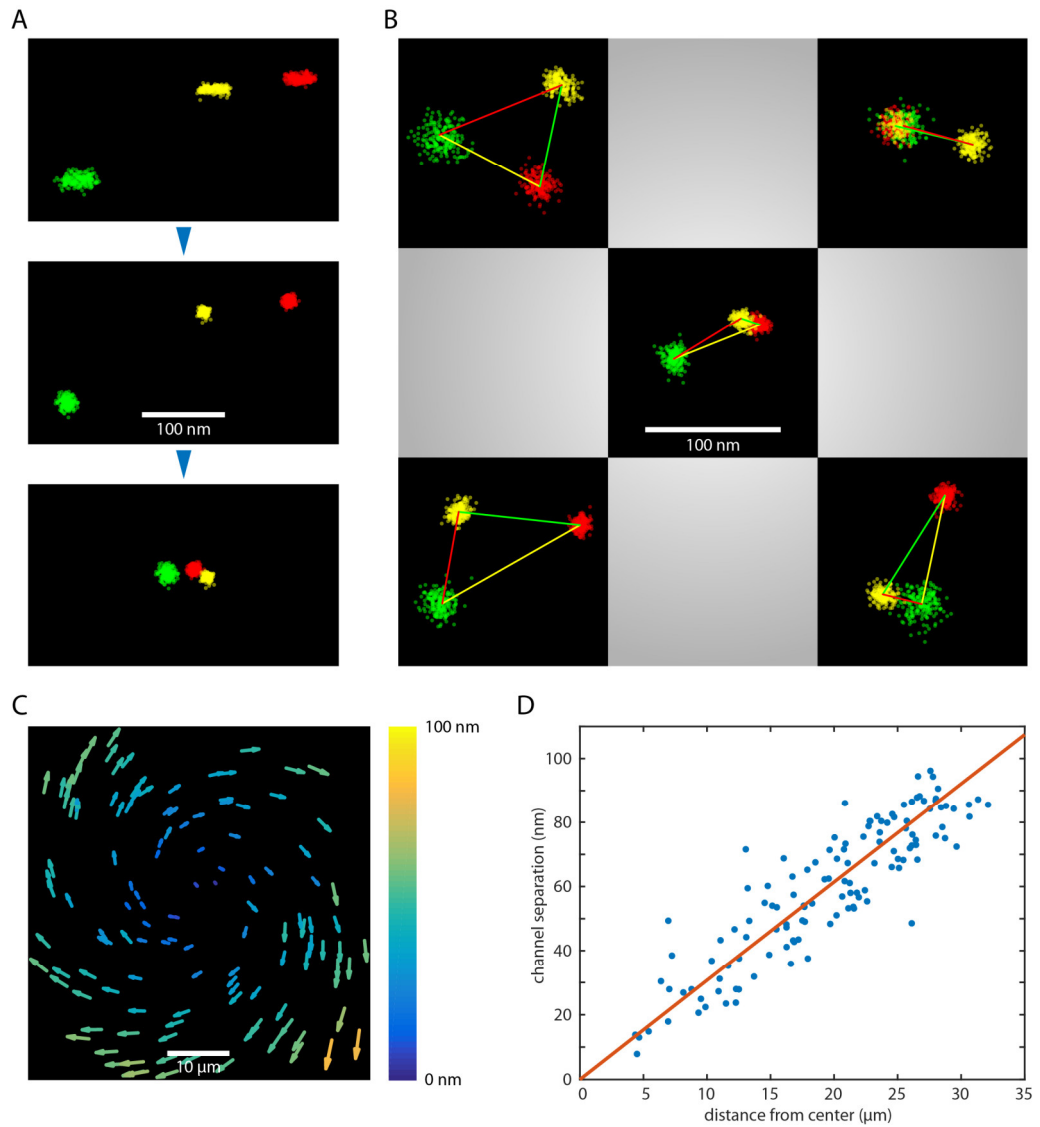 A
B
100 nm
100 nm
C
100 nm
0 nm
10 µm
D
channel separation (nm)
100
80
60
40
20
0
0 5 10 15 20 25 30 35
distance from center (µm)